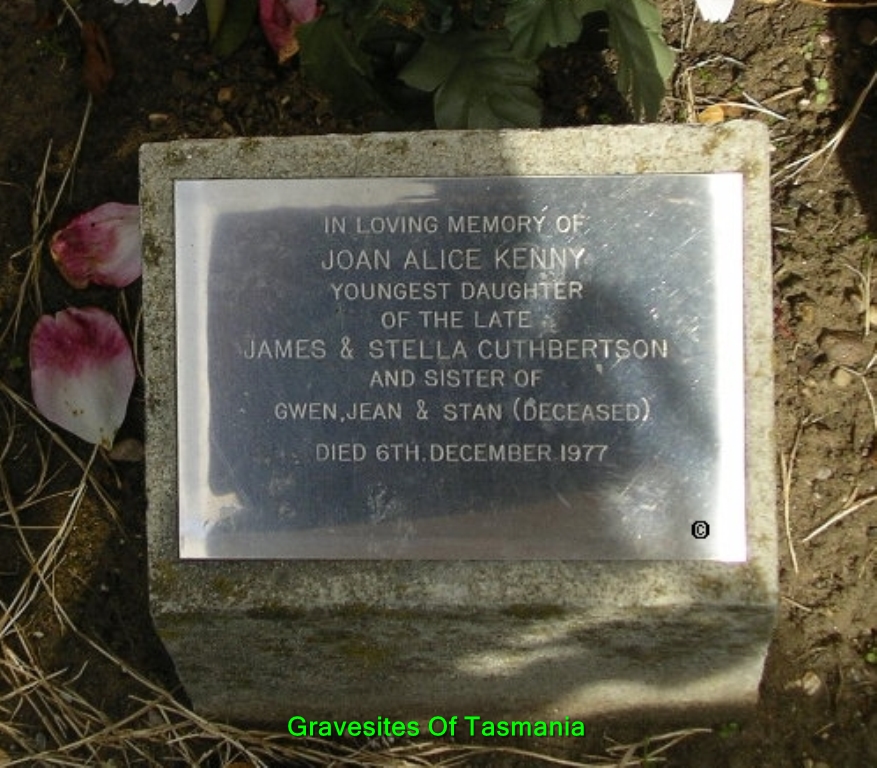 IN LOVING MEMORY OF
JOAN ALICE KENNY
YOUNGEST DAUGHTER
OF THE LATE
JAMES & STELLA CUTHBERTSON
AND SISTER OF
GWEN, JEAN & STAN (DECEASED)
DIED 6TH. DECEMBER 1977
©
Gravesites Of Tasmania